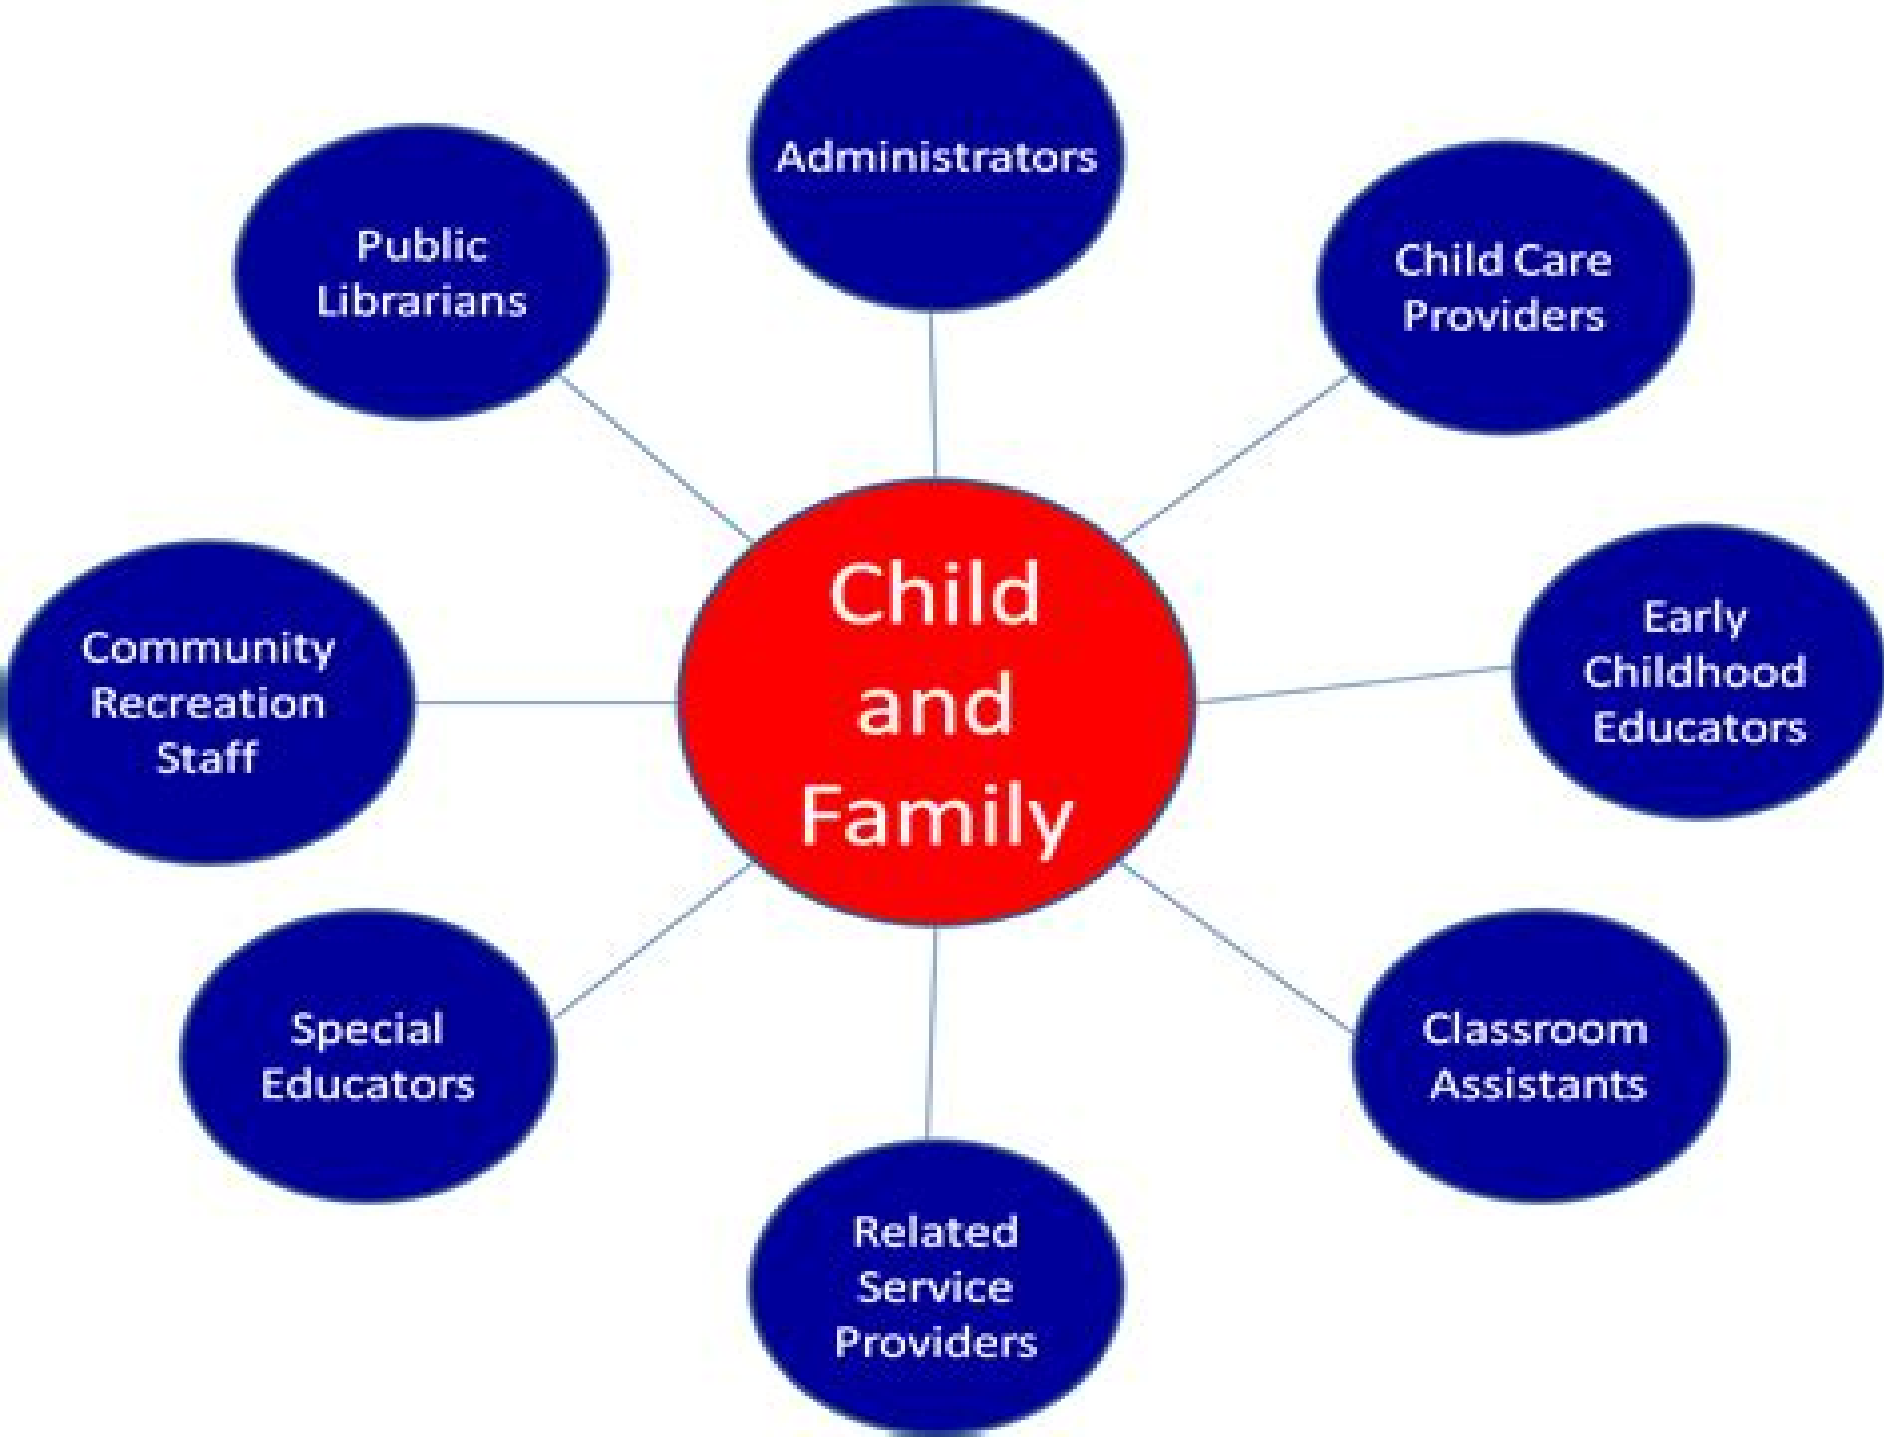 Administrators
Child Care
Providers
Early
Childhood
Educators
Classroom
Assistants
Related
Service
Providers
Special
Educators
Community
Recreation
Staff
Public
Librarians
Child
and
Family